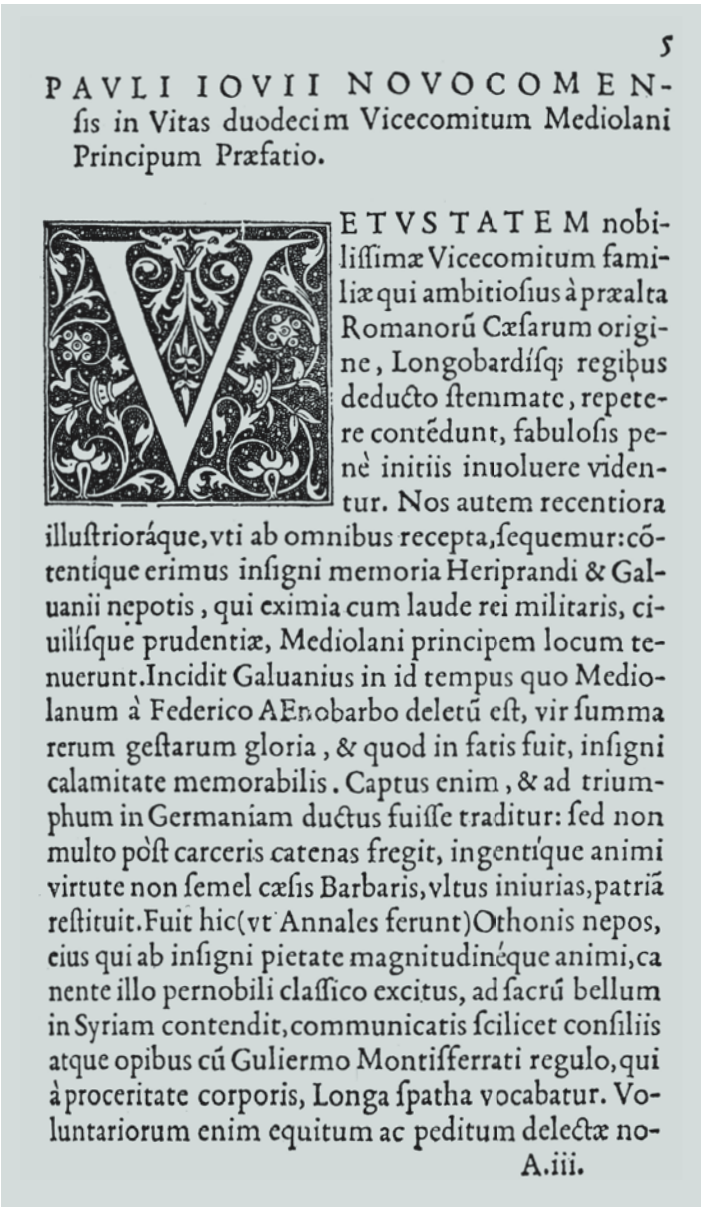 5
PAVLI IOVII NOVOCOMEN-
ſis in Vitas duodecim Vicecomitum Mediolani
Principum Præfatio.
VETVSTATEM nobi-
liſſimæ Vicecomitum fami-
liæ qui ambitioſius à præalta
Romanorũ Cæſarum origi-
ne, Longobardíſq; regibus
deducto ſtemmate, repete-
re contẽdunt, fabuloſis pe-
nè initiis inuoluere viden-
tur. Nos autem recentiora
illuſtrioráque, vti ab omnibus recepta, ſequemur: cõ-
tentíque erimus inſigni memoria Heriprandi & Gal-
uanii nepotis, qui eximia cum laude rei militaris, ci-
uilíſque prudentiæ, Mediolani principem locum te-
nuerunt. Incidit Galuanius in id tempus quo Medio-
lanum à Federico AEnobarbo deletũ eſt, vir ſumma
rerum geſtarum gloria, & quod in fatis fuit, inſigni
calamitate memorabilis. Captus enim, & ad trium-
phum in Germaniam ductus fuiſſe traditur: ſed non
multo pòſt carceris catenas fregit, ingentíque animi
virtute non ſemel cæſis Barbaris, vltus iniurias, patriã
reſtituit. Fuit hic (vt Annales ferunt) Othonis nepos,
eius qui ab inſigni pietate magnitudinéque animi, ca
nente illo pernobili claſſico excitus, ad ſacrũ bellum
in Syriam contendit, communicatis ſcilicet conſiliis
atque opibus cũ Guliermo Montiſferrati regulo, qui
à proceritate corporis, Longa ſpatha vocabatur. Vo-
luntariorum enim equitum ac peditum delectæ no-
A.iii.